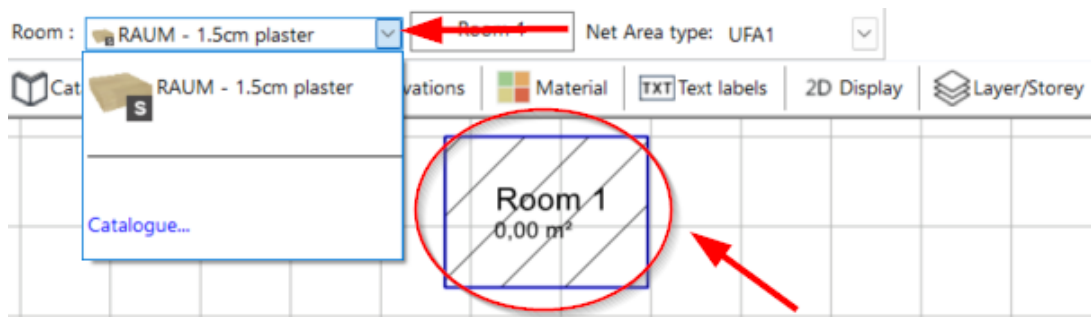 Room : RAUM - 1.5cm plaster Room 1 Net Area type: UFA1
Cat vations Material TXT Text labels 2D Display Layer/Storey
RAUM - 1.5cm plaster
S
Catalogue...
Room 1
0,00 m²